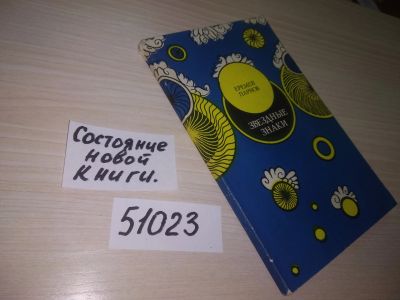 ЕРЕМЕЙ
ПАРНОВ
ЗВЕЗДНЫЕ
ЗНАКИ
Состояние
новой
книги.
51023